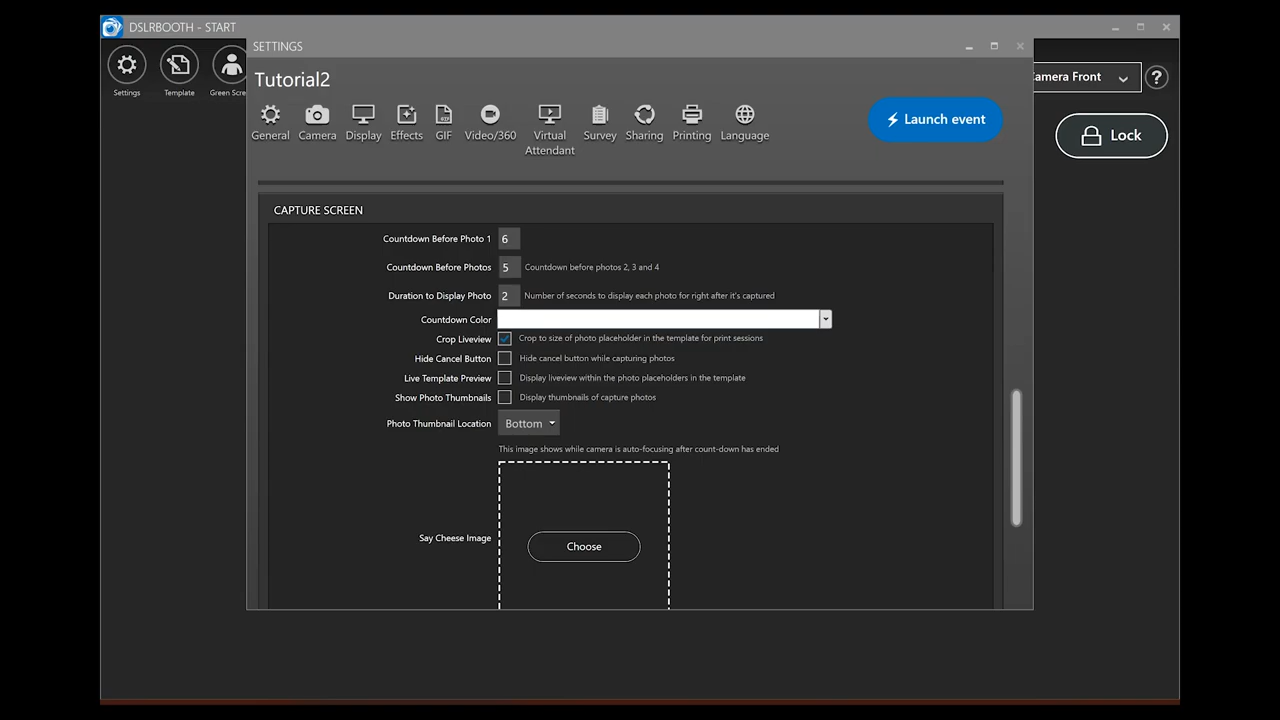 DSLRBOOTH - START
SETTINGS
Tutorial2
Camera Front
Settings
Template
Green Scre
General
Camera
Display
Effects
GIF
Video/360
Virtual
Attendant
Survey
Sharing
Printing
Language
Launch event
Lock
CAPTURE SCREEN
Countdown Before Photo 1 6
Countdown Before Photos 5 Countdown before photos 2, 3 and 4
Duration to Display Photo 2 Number of seconds to display each photo for right after it's captured
Countdown Color
Crop Liveview Crop to size of photo placeholder in the template for print sessions
Hide Cancel Button Hide cancel button while capturing photos
Live Template Preview Display liveview within the photo placeholders in the template
Show Photo Thumbnails Display thumbnails of capture photos
Photo Thumbnail Location Bottom
This image shows while camera is auto-focusing after count-down has ended
Say Cheese Image Choose